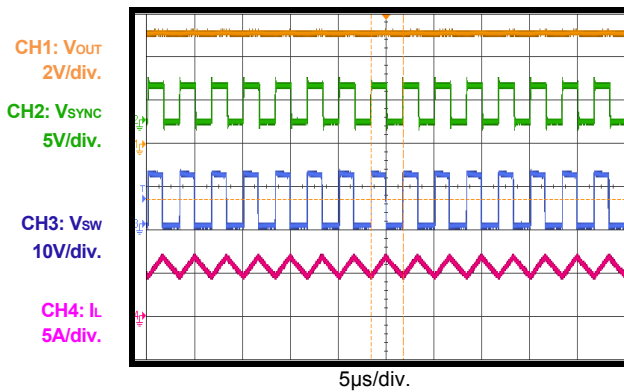 CH1: VOUT
2V/div.
CH2: VSYNC
5V/div.
CH3: VSW
10V/div.
CH4: IL
5A/div.
5µs/div.